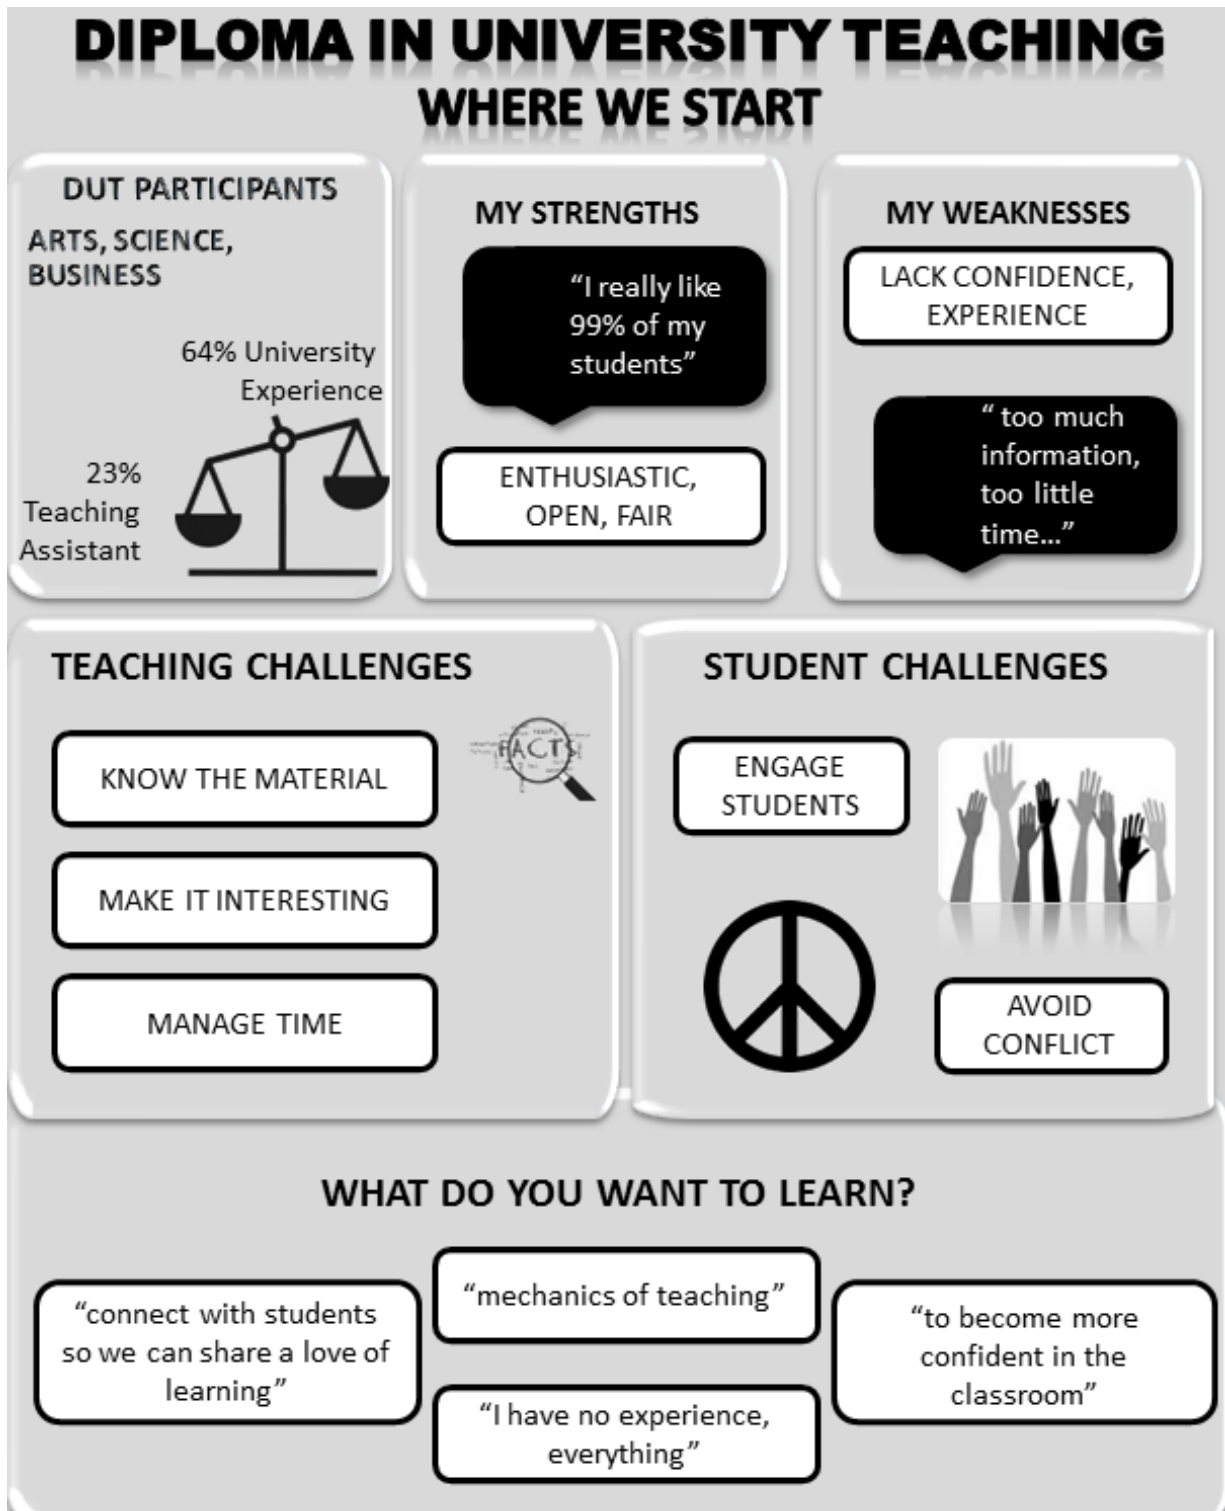 DIPLOMA IN UNIVERSITY TEACHING
WHERE WE START
DUT PARTICIPANTS
ARTS, SCIENCE,
BUSINESS
64% University
Experience
23%
Teaching
Assistant
MY STRENGTHS
“I really like
99% of my
students”
ENTHUSIASTIC,
OPEN, FAIR
MY WEAKNESSES
LACK CONFIDENCE,
EXPERIENCE
“ too much
information,
too little
time…”
TEACHING CHALLENGES
KNOW THE MATERIAL
FACTS
MAKE IT INTERESTING
MANAGE TIME
STUDENT CHALLENGES
ENGAGE
STUDENTS
AVOID
CONFLICT
WHAT DO YOU WANT TO LEARN?
“connect with students
so we can share a love of
learning”
“mechanics of teaching”
“I have no experience,
everything”
“to become more
confident in the
classroom”